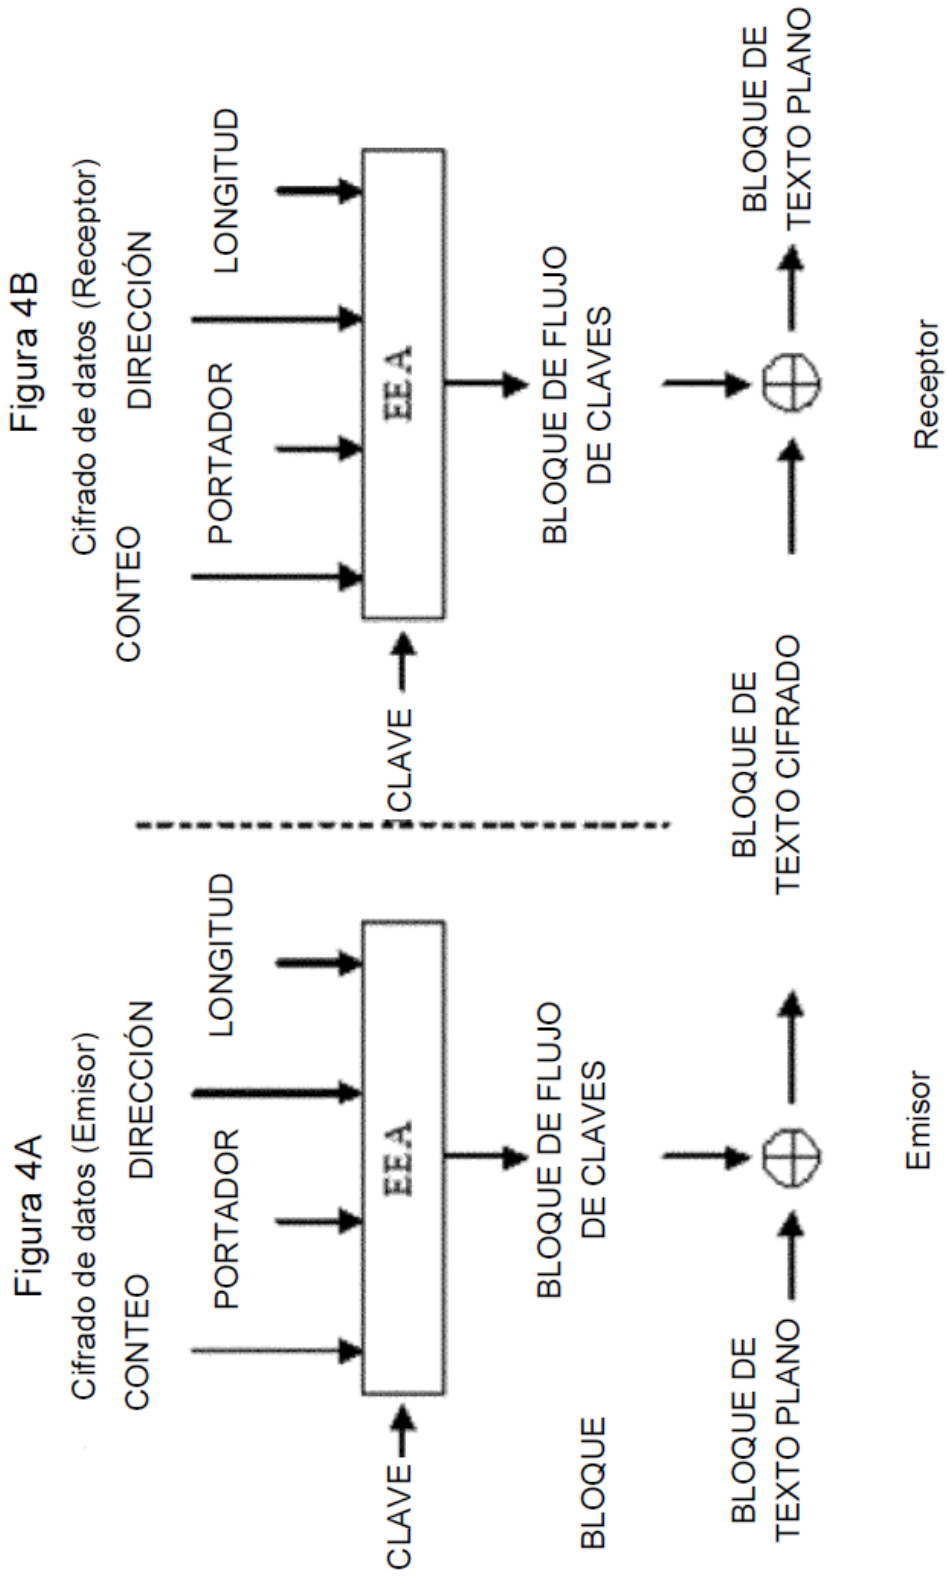 Figura 4A
Cifrado de datos (Emisor)
CONTEO
DIRECCIÓN
PORTADOR
LONGITUD
CLAVE
EEA
BLOQUE
BLOQUE DE FLUJO
DE CLAVES
BLOQUE DE
TEXTO PLANO
Emisor
BLOQUE DE
TEXTO CIFRADO
Figura 4B
Cifrado de datos (Receptor)
CONTEO
DIRECCIÓN
PORTADOR
LONGITUD
CLAVE
EEA
BLOQUE DE FLUJO
DE CLAVES
BLOQUE DE
TEXTO PLANO
Receptor